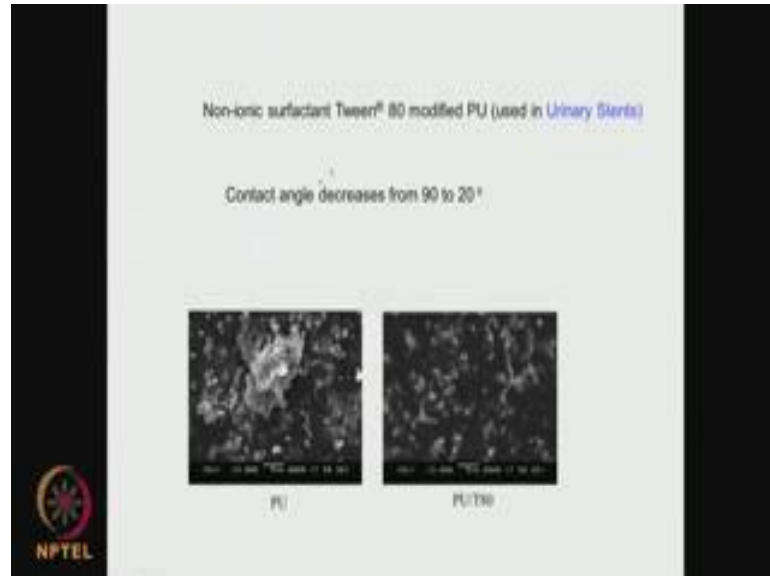 Non-ionic surfactant Tween® 80 modified PU (used in Urinary Stents)
Contact angle decreases from 90 to 20 °
PU
PU/T80
NPTEL